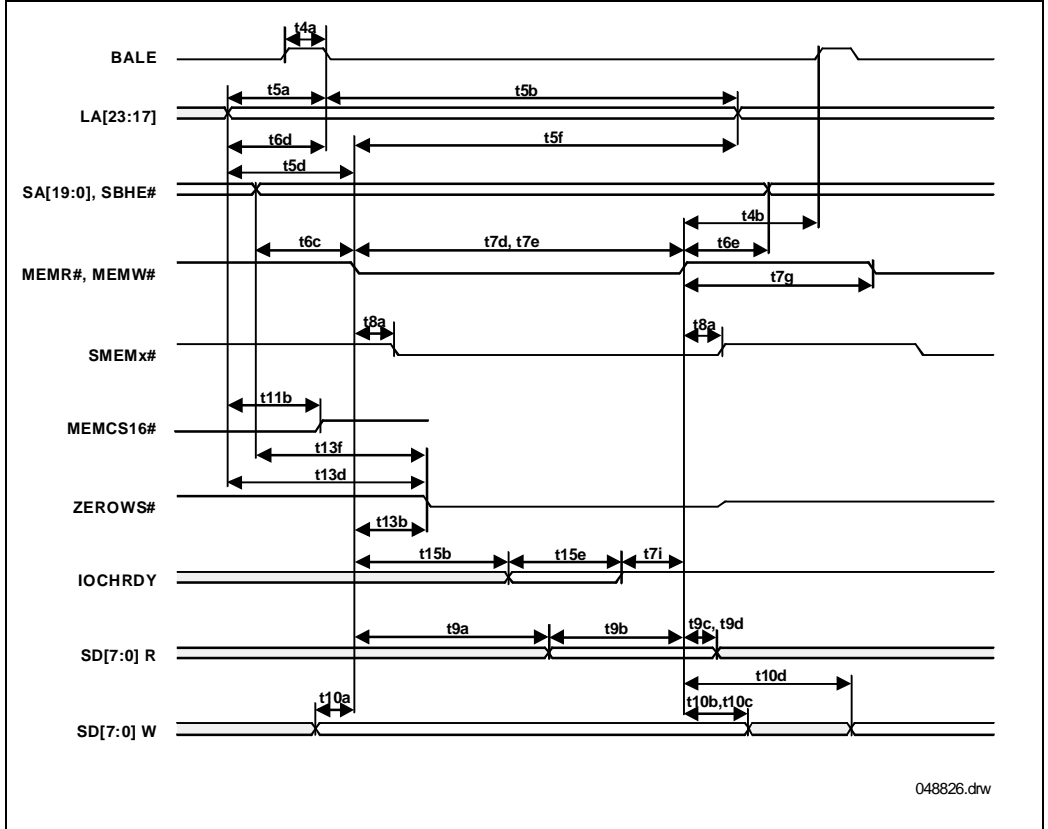 t4a
BALE
t5a
t5b
LA[23:17]
t6d
t5f
t5d
SA[19:0], SBHE#
t4b
t6c
t7d, t7e
t6e
MEMR#, MEMW#
t7g
t8a
t8a
SMEMx#
t11b
MEMCS16#
t13f
t13d
ZEROWS#
t13b
t15b
t15e
t7i
IOCHRDY
t9a
t9b
t9c, t9d
SD[7:0] R
t10d
t10a
t10b,t10c
SD[7:0] W
048826.drw